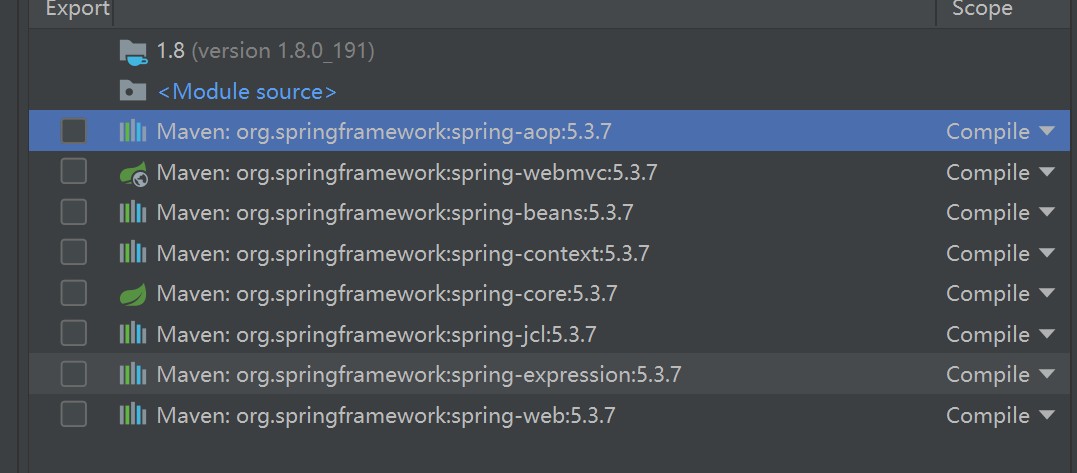 Export Scope
1.8 (version 1.8.0_191)
<Module source>
Maven: org.springframework:spring-aop:5.3.7 Compile
Maven: org.springframework:spring-webmvc:5.3.7 Compile
Maven: org.springframework:spring-beans:5.3.7 Compile
Maven: org.springframework:spring-context:5.3.7 Compile
Maven: org.springframework:spring-core:5.3.7 Compile
Maven: org.springframework:spring-jcl:5.3.7 Compile
Maven: org.springframework:spring-expression:5.3.7 Compile
Maven: org.springframework:spring-web:5.3.7 Compile